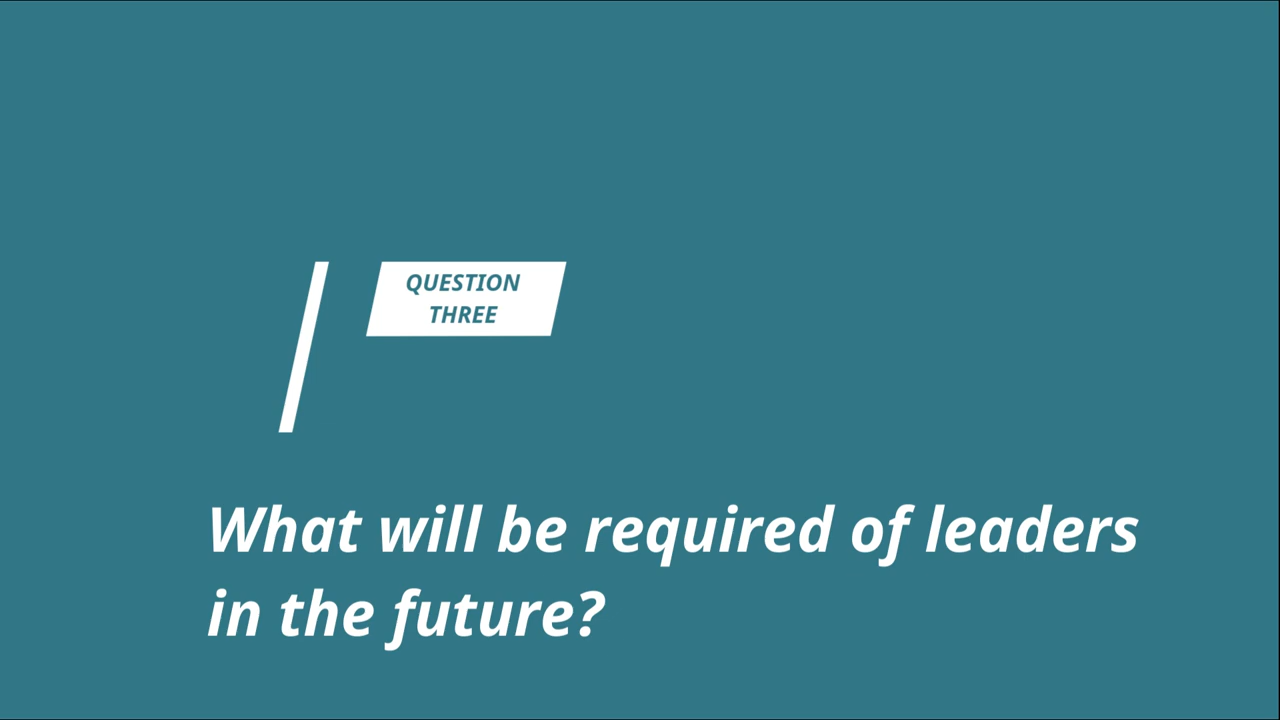 QUESTION
THREE
What will be required of leaders
in the future?